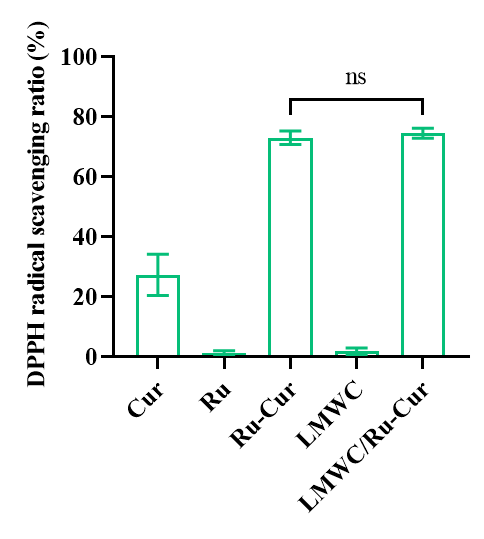 DPPH radical scavenging ratio (%)
100
80
60
40
20
0
ns
Cur
Ru
Ru-Cur
LMWC
LMWC/Ru-Cur